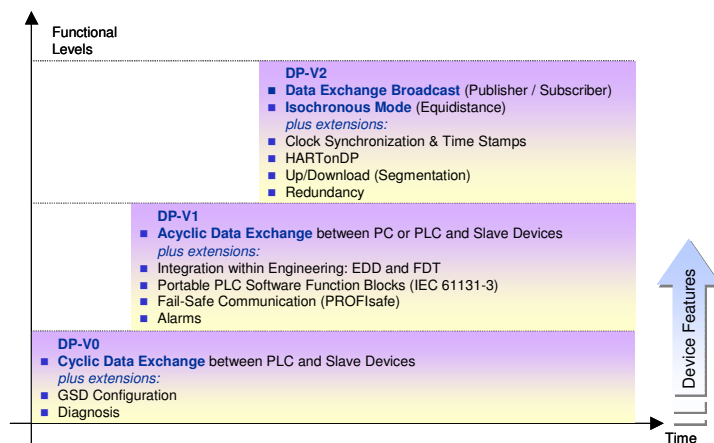 Functional
Levels
DP-V2
Data Exchange Broadcast (Publisher / Subscriber)
Isochronous Mode (Equidistance)
plus extensions:
Clock Synchronization & Time Stamps
HARTonDP
Up/Download (Segmentation)
Redundancy
DP-V1
Acyclic Data Exchange between PC or PLC and Slave Devices
plus extensions:
Integration within Engineering: EDD and FDT
Portable PLC Software Function Blocks (IEC 61131-3)
Fail-Safe Communication (PROFIsafe)
Alarms
DP-V0
Cyclic Data Exchange between PLC and Slave Devices
plus extensions:
GSD Configuration
Diagnosis
Device Features
Time